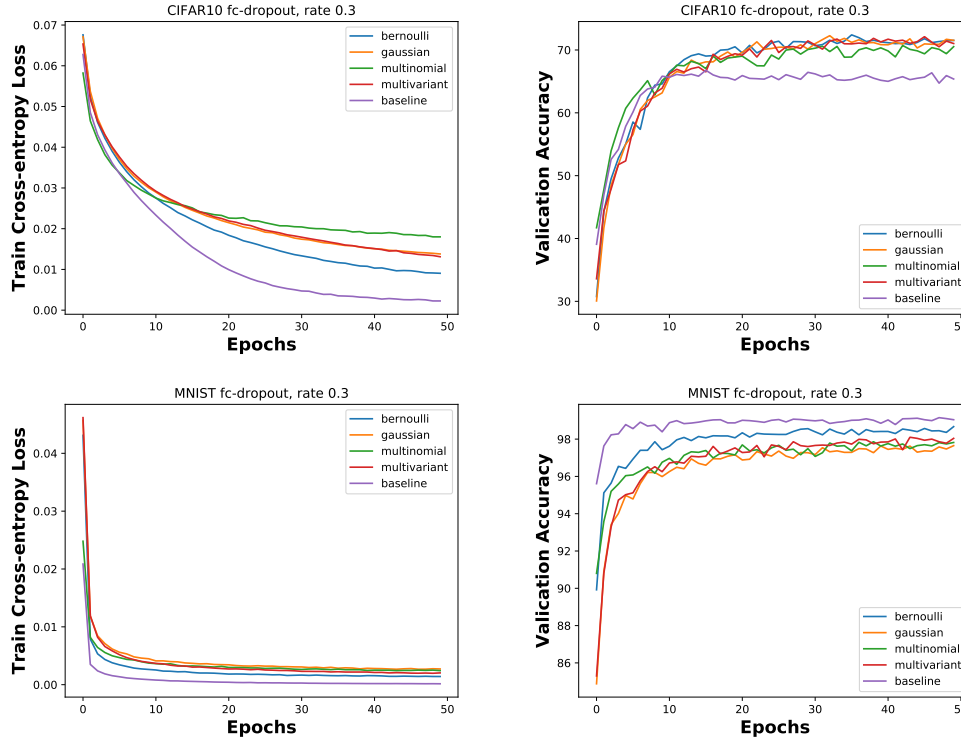 CIFAR10 fc-dropout, rate 0.3
Train Cross-entropy Loss
0.07
0.06
0.05
0.04
0.03
0.02
0.01
0.00
bernoulli
gaussian
multinomial
multivariant
baseline
0 10 20 30 40 50
Epochs
CIFAR10 fc-dropout, rate 0.3
Valication Accuracy
70
60
50
40
30
bernoulli
gaussian
multinomial
multivariant
baseline
0 10 20 30 40 50
Epochs
MNIST fc-dropout, rate 0.3
Train Cross-entropy Loss
0.04
0.03
0.02
0.01
0.00
bernoulli
gaussian
multinomial
multivariant
baseline
0 10 20 30 40 50
Epochs
MNIST fc-dropout, rate 0.3
Valication Accuracy
98
96
94
92
90
88
86
bernoulli
gaussian
multinomial
multivariant
baseline
0 10 20 30 40 50
Epochs